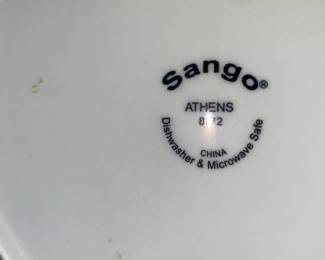 Sango®
ATHENS
CHINA
Dishwasher & Microwave Safe